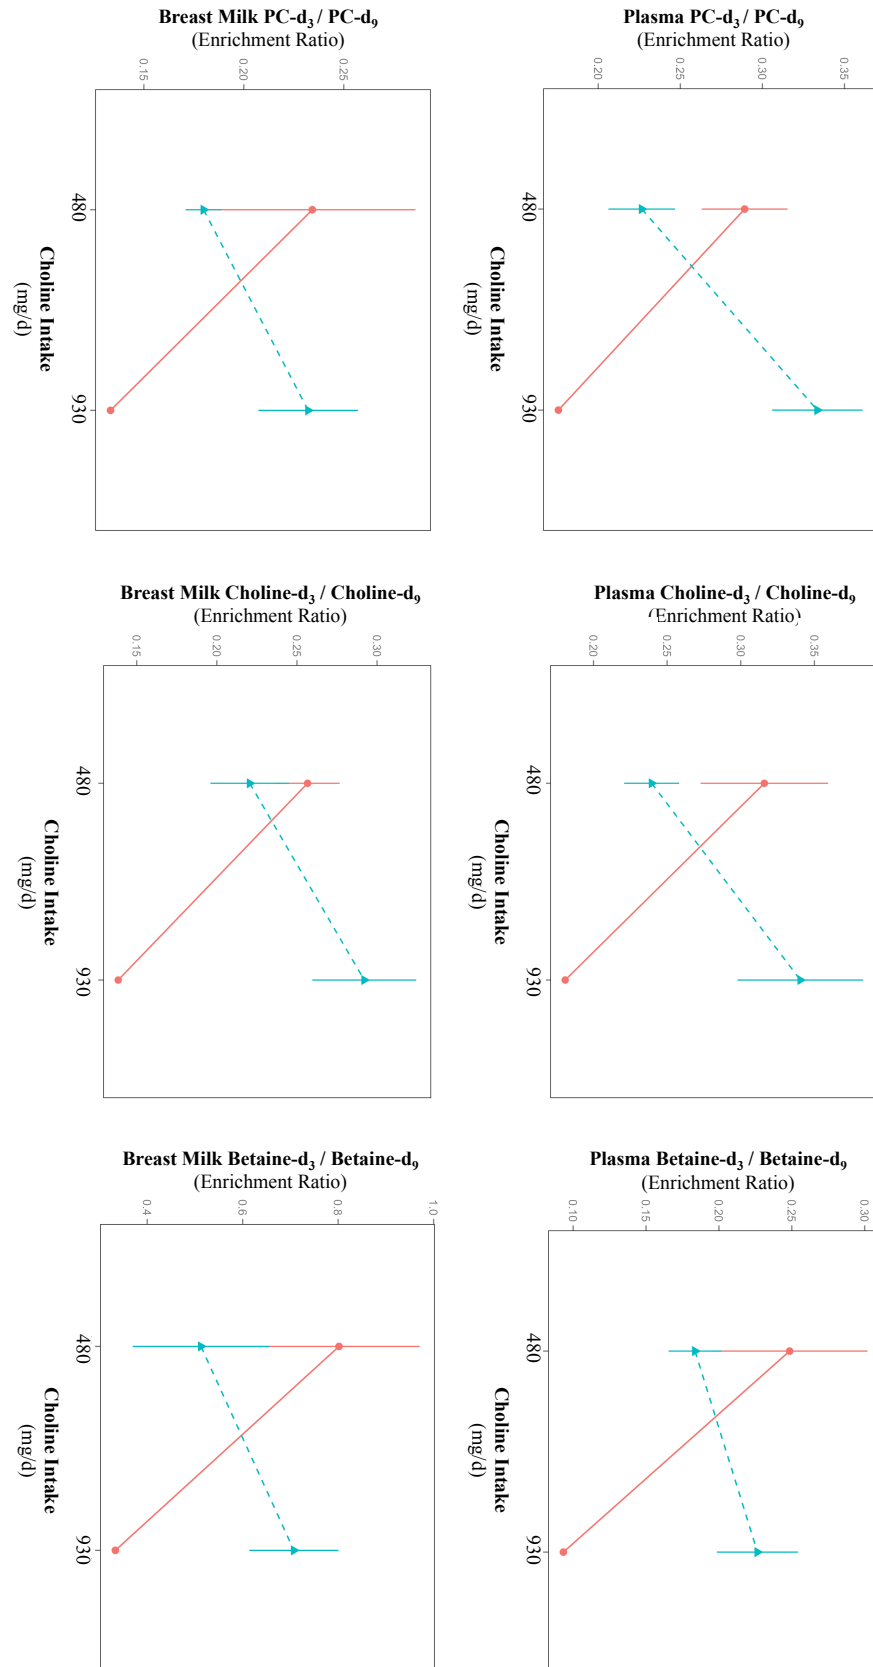 Breast Milk PC-d3 / PC-d9
(Enrichment Ratio)
0.15
0.20
0.25
480
930
Choline Intake
(mg/d)
Plasma PC-d3 / PC-d9
(Enrichment Ratio)
0.20
0.25
0.30
0.35
480
930
Choline Intake
(mg/d)
Breast Milk Choline-d3 / Choline-d9
(Enrichment Ratio)
0.15
0.20
0.25
0.30
480
930
Choline Intake
(mg/d)
Plasma Choline-d3 / Choline-d9
(Enrichment Ratio)
0.20
0.25
0.30
0.35
480
930
Choline Intake
(mg/d)
Breast Milk Betaine-d3 / Betaine-d9
(Enrichment Ratio)
0.4
0.6
0.8
1.0
480
930
Choline Intake
(mg/d)
Plasma Betaine-d3 / Betaine-d9
(Enrichment Ratio)
0.10
0.15
0.20
0.25
0.30
480
930
Choline Intake
(mg/d)